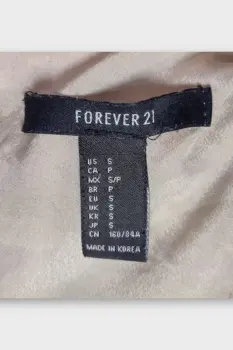 FOREVER 21
US S
CA P
MX S/P
BR P
EU S
UK S
KR S
JP S
CN 160/84A
MADE IN KOREA